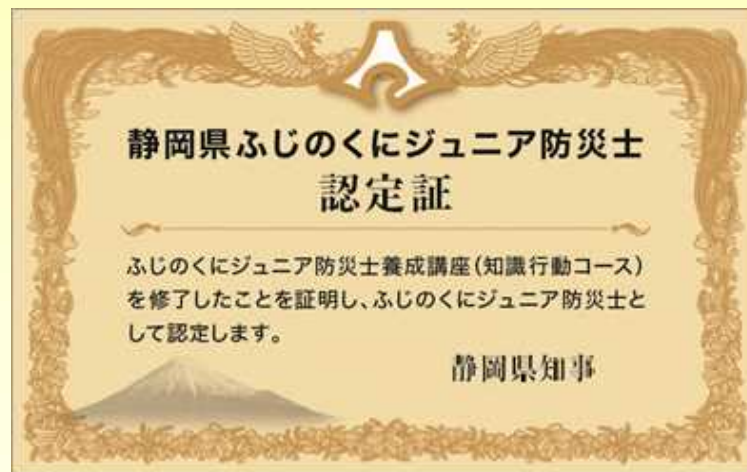 静岡県ふじのくにジュニア防災士
認定証
ふじのくにジュニア防災士養成講座(知識行動コース)
を修了したことを証明し、ふじのくにジュニア防災士と
して認定します。
静岡県知事